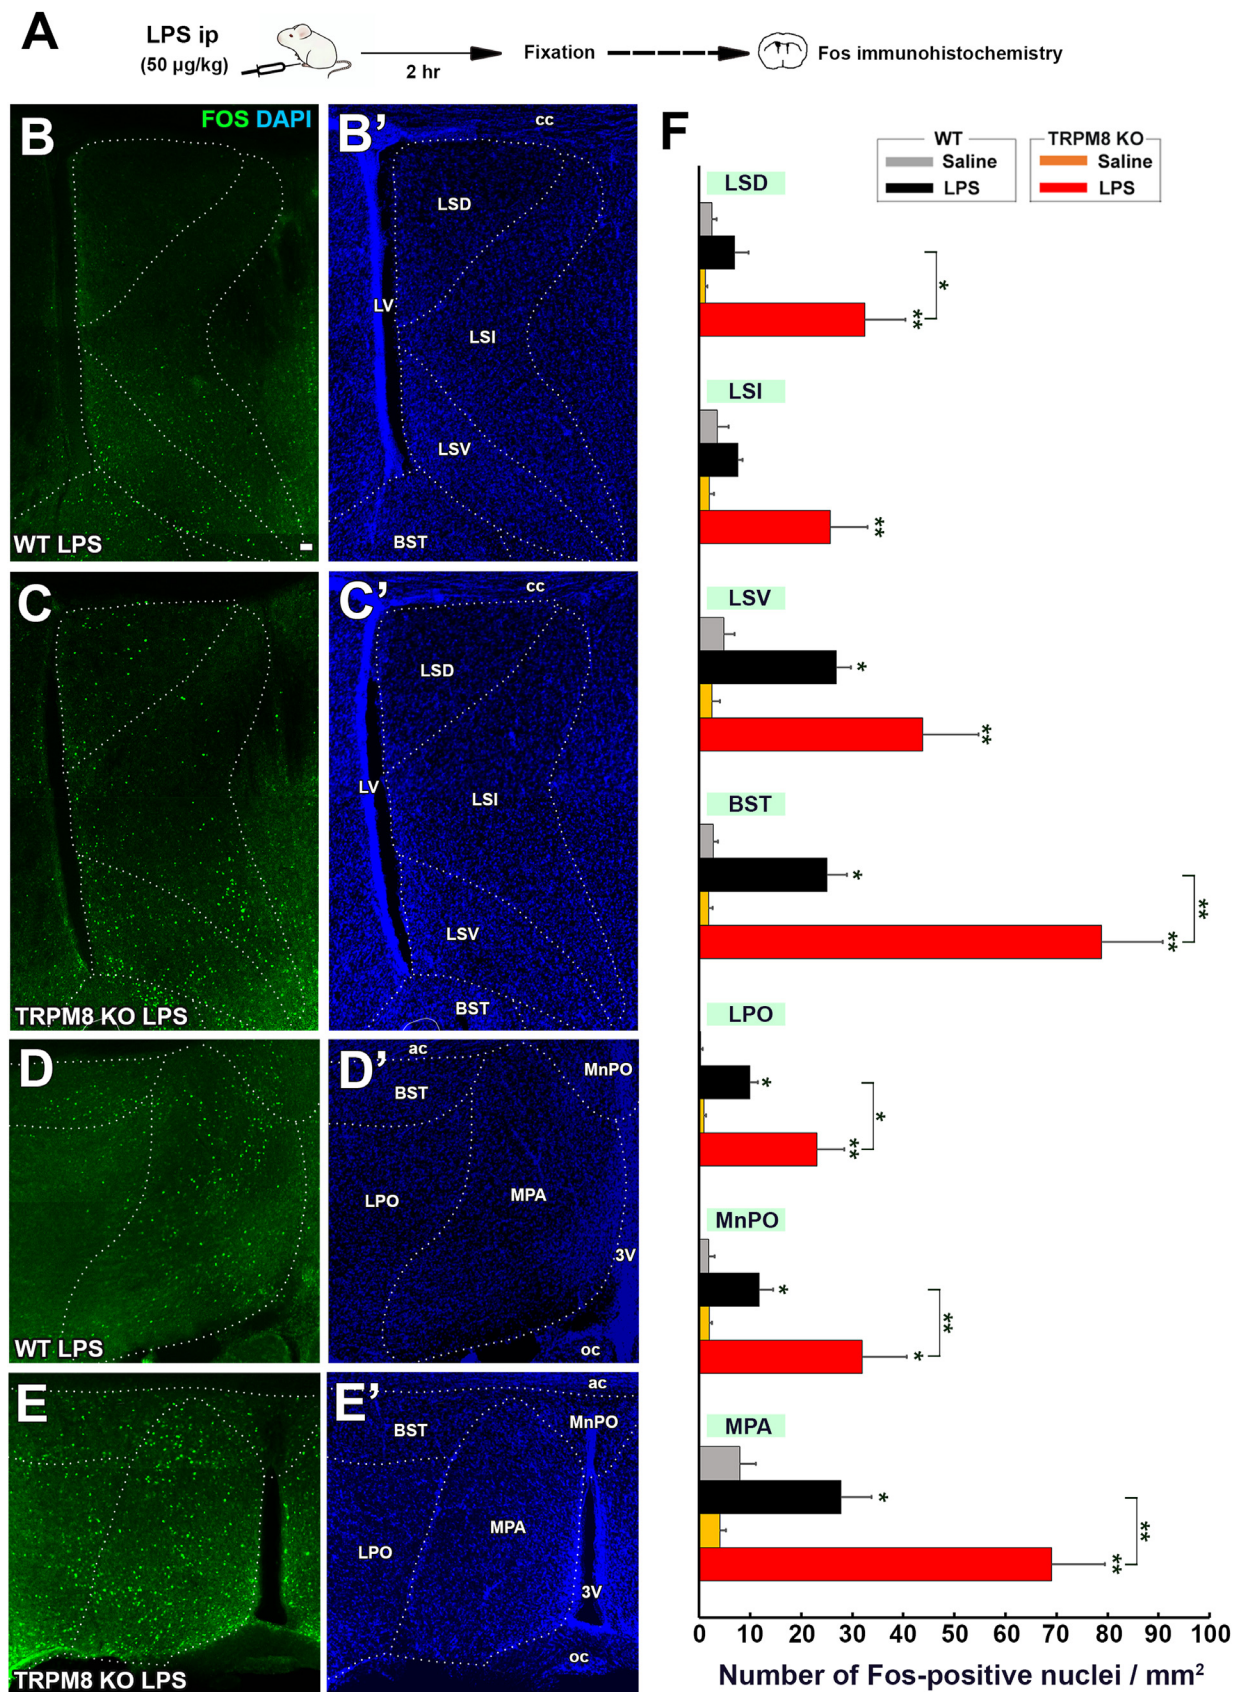 A
LPS ip
(50 µg/kg)
2 hr
Fixation
Fos immunohistochemistry
B
FOS DAPI
WT LPS
B'
cc
LSD
LV
LSI
LSV
BST
C
TRPM8 KO LPS
C'
cc
LSD
LV
LSI
LSV
BST
D
WT LPS
D'
ac
BST
MnPO
LPO
MPA
3V
oc
E
TRPM8 KO LPS
E'
ac
BST
MnPO
LPO
MPA
3V
oc
F
WT
Saline
LPS
TRPM8 KO
Saline
LPS
LSD
*
**
LSI
**
LSV
*
**
BST
*
**
**
LPO
*
*
**
MnPO
*
**
*
MPA
*
**
**
0 10 20 30 40 50 60 70 80 90 100
Number of Fos-positive nuclei / mm²